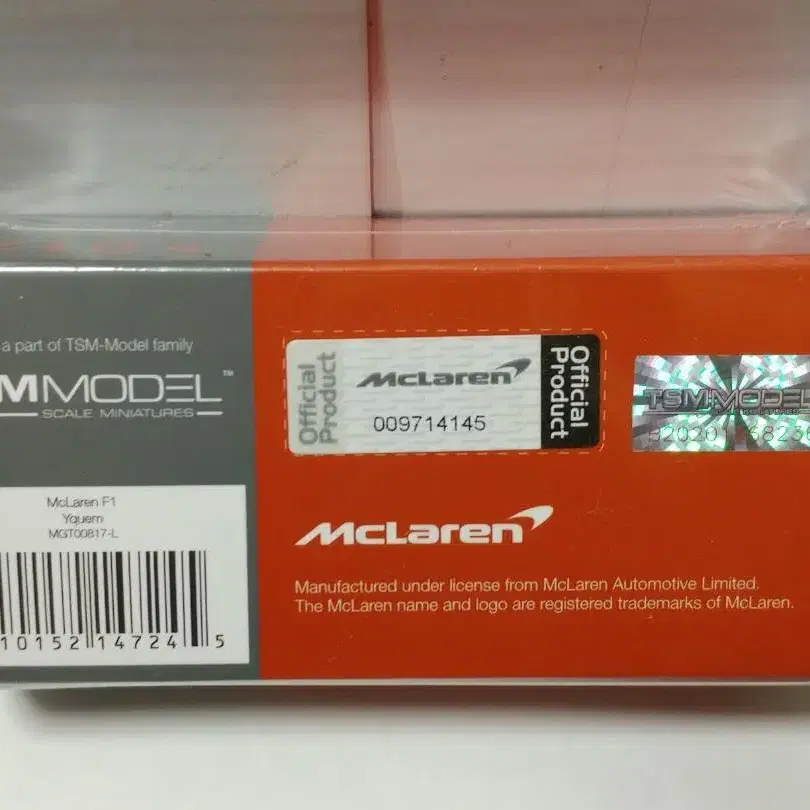 a part of TSM-Model family
MMODEL™
SCALE MINIATURES
McLaren F1
Yquem
MGT00817-L
10152 14724 5
Official
Product
McLaren
009714145
Official
Product
TSM-MODEL
McLaren
Manufactured under license from McLaren Automotive Limited.
The McLaren name and logo are registered trademarks of McLaren.